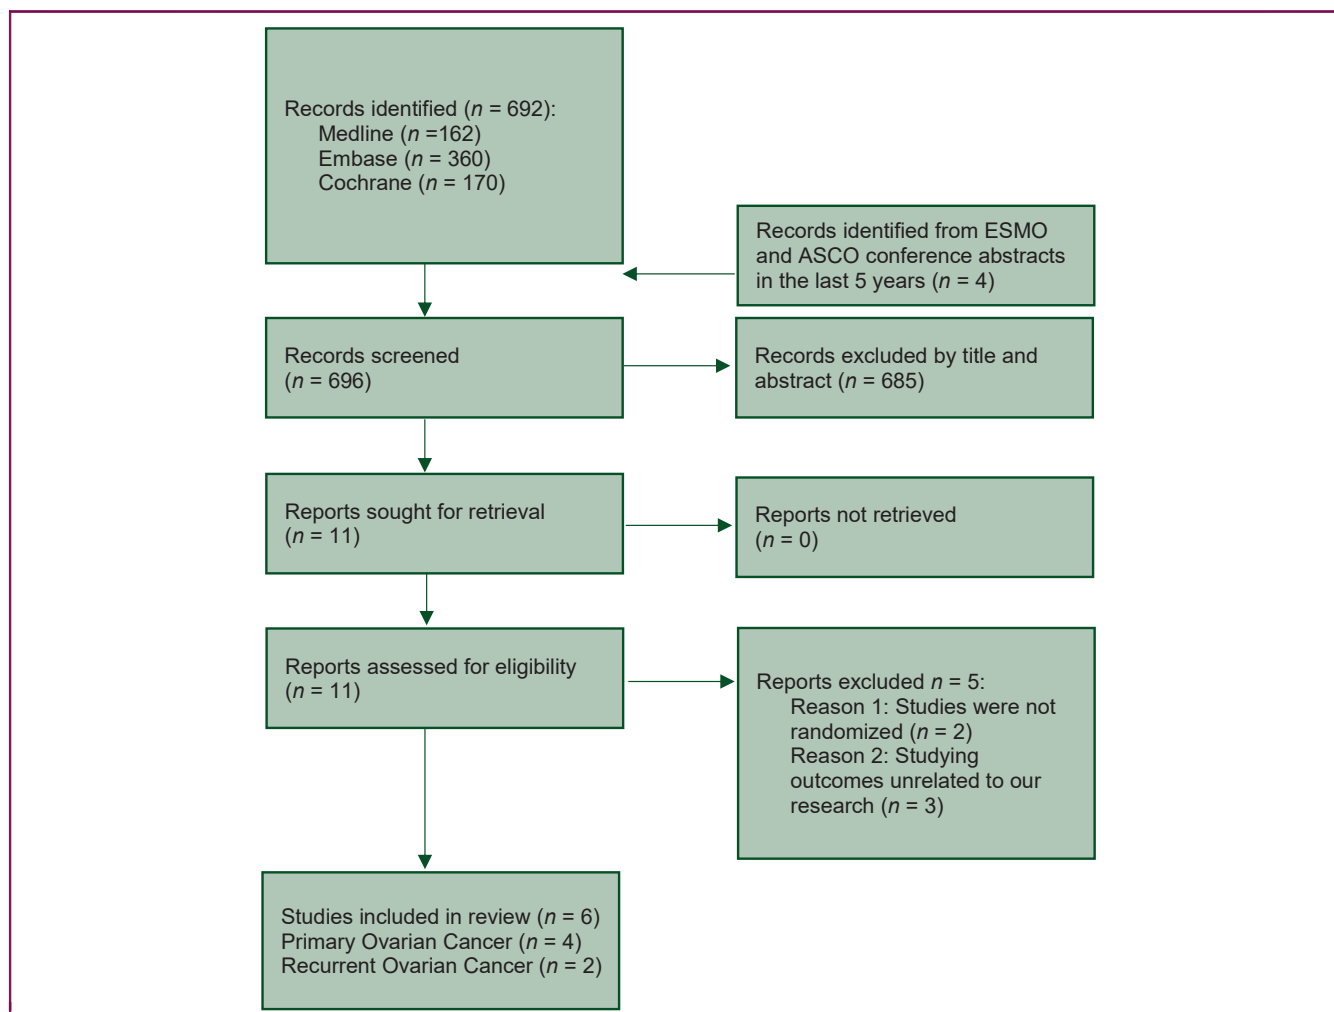 Records identified (n = 692):
Medline (n =162)
Embase (n = 360)
Cochrane (n = 170)
Records identified from ESMO
and ASCO conference abstracts
in the last 5 years (n = 4)
Records screened
(n = 696)
Records excluded by title and
abstract (n = 685)
Reports sought for retrieval
(n = 11)
Reports not retrieved
(n = 0)
Reports assessed for eligibility
(n = 11)
Reports excluded n = 5:
Reason 1: Studies were not
randomized (n = 2)
Reason 2: Studying
outcomes unrelated to our
research (n = 3)
Studies included in review (n = 6)
Primary Ovarian Cancer (n = 4)
Recurrent Ovarian Cancer (n = 2)